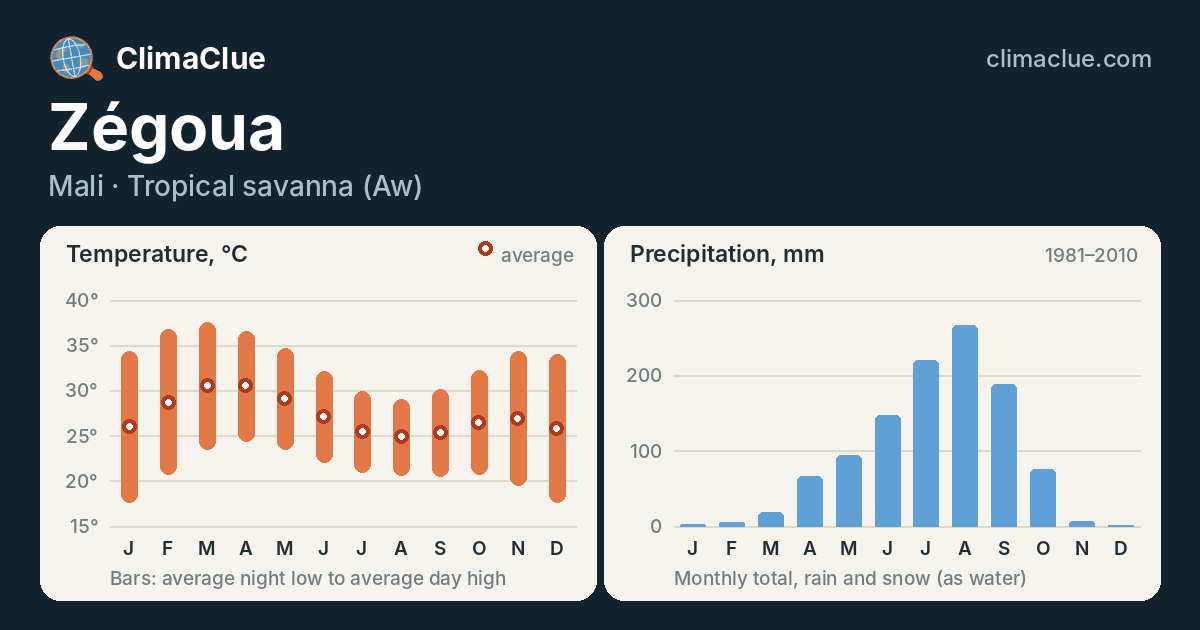 ClimaClue
climaclue.com
Zégoua
Mali · Tropical savanna (Aw)
Temperature, °C
average
40°
35°
30°
25°
20°
15°
J F M A M J J A S O N D
Bars: average night low to average day high
Precipitation, mm
1981–2010
300
200
100
0
J F M A M J J A S O N D
Monthly total, rain and snow (as water)